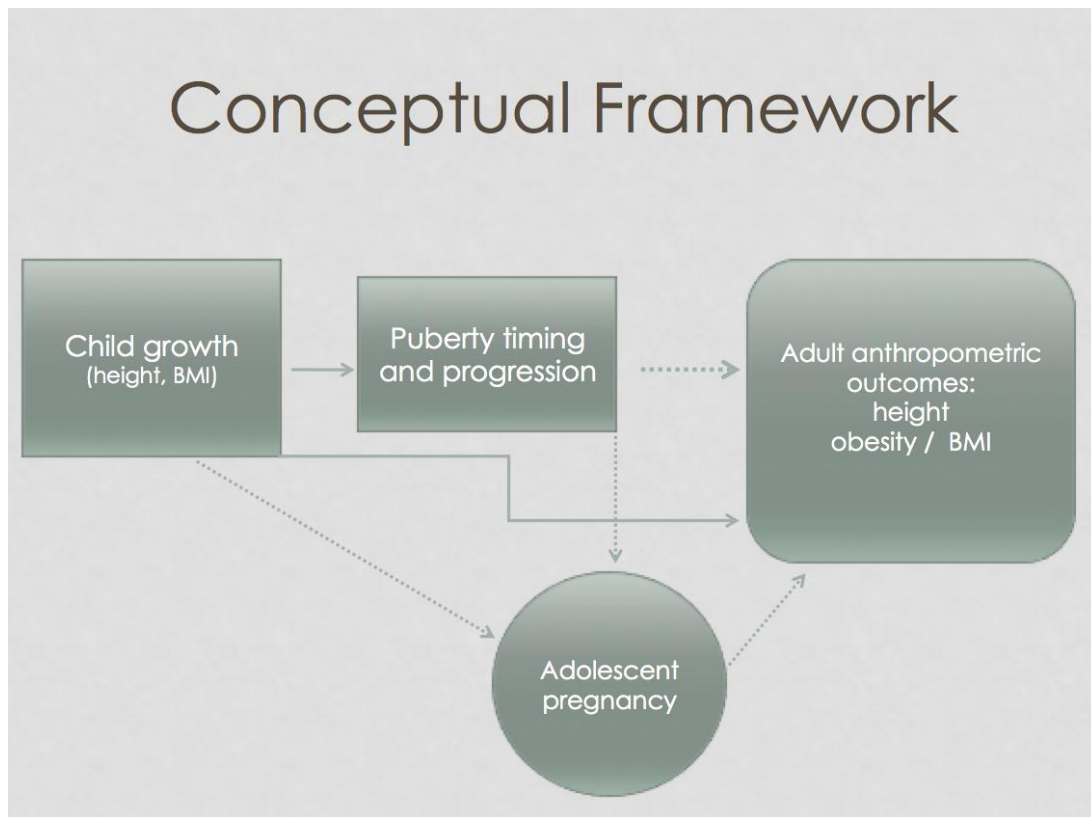 Conceptual Framework
Child growth
(height, BMI)
Puberty timing
and progression
Adult anthropometric
outcomes:
height
obesity / BMI
Adolescent
pregnancy